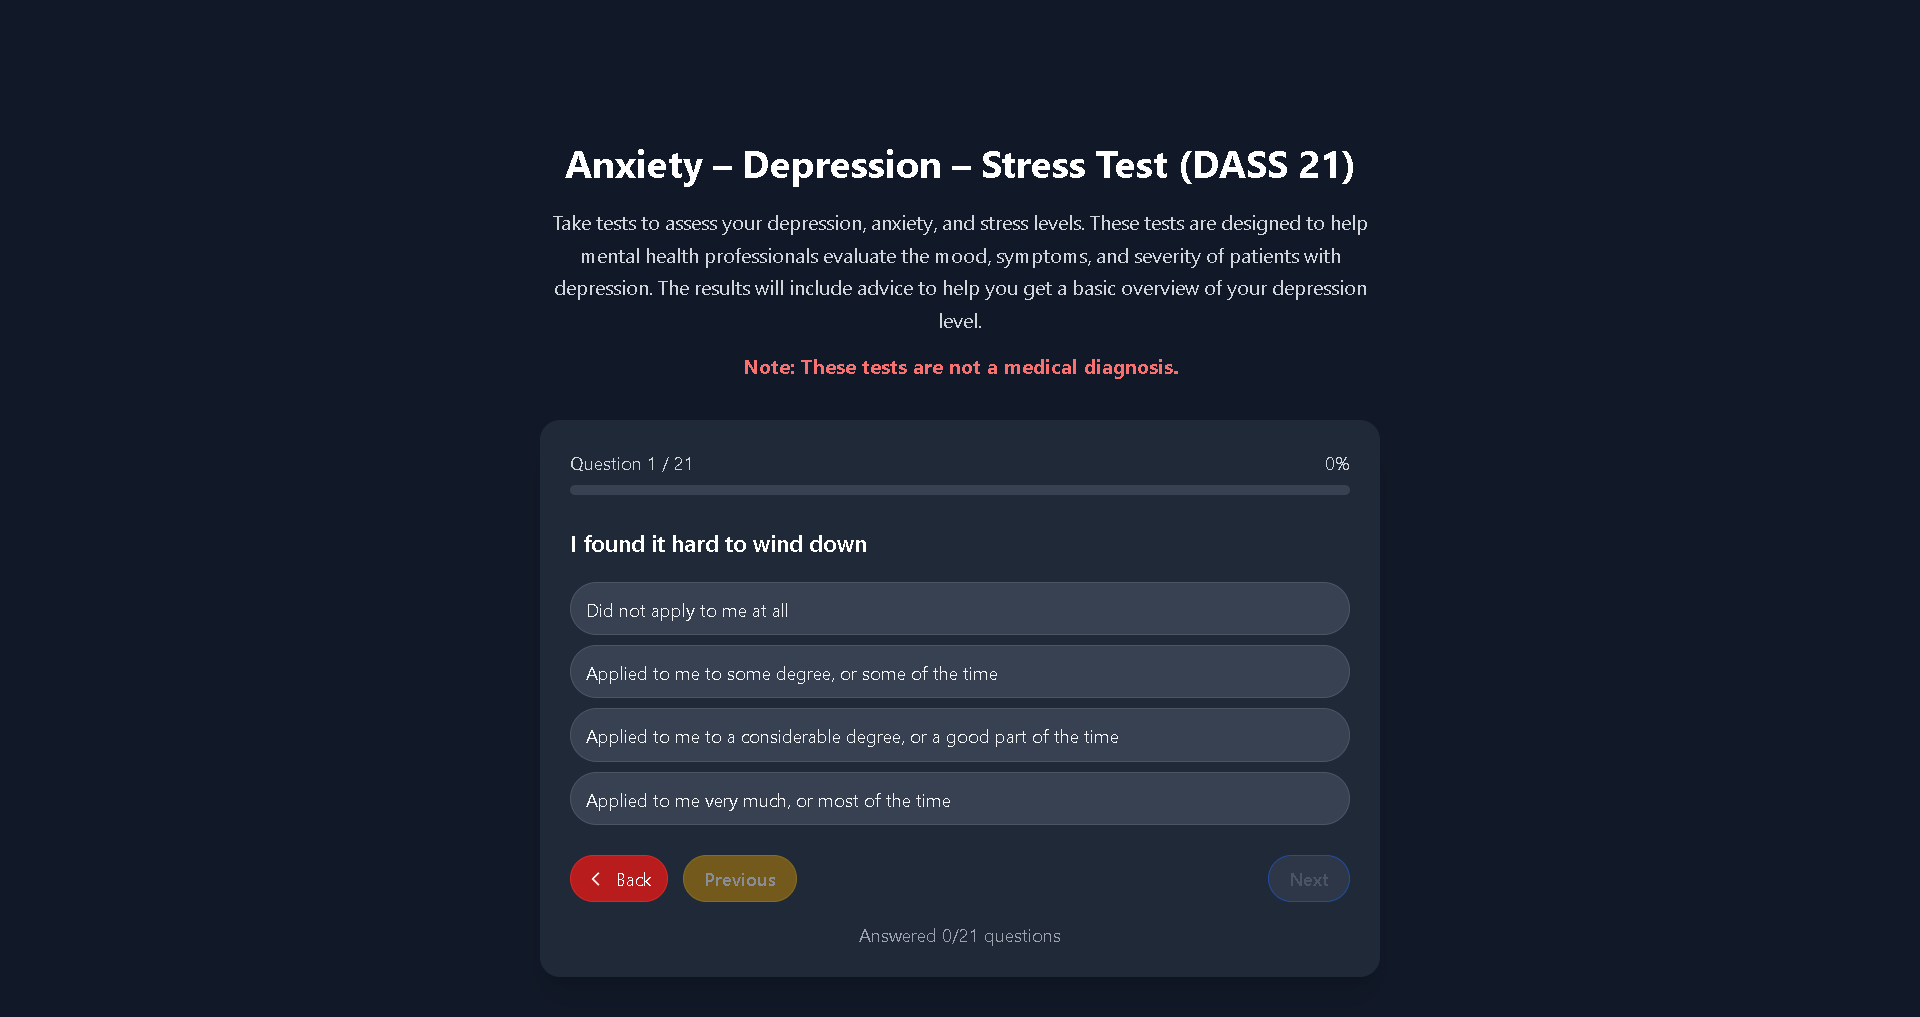 Anxiety – Depression – Stress Test (DASS 21)
Take tests to assess your depression, anxiety, and stress levels. These tests are designed to help
mental health professionals evaluate the mood, symptoms, and severity of patients with
depression. The results will include advice to help you get a basic overview of your depression
level.
Note: These tests are not a medical diagnosis.
Question 1 / 21 0%
I found it hard to wind down
Did not apply to me at all
Applied to me to some degree, or some of the time
Applied to me to a considerable degree, or a good part of the time
Applied to me very much, or most of the time
Back Previous Next
Answered 0/21 questions